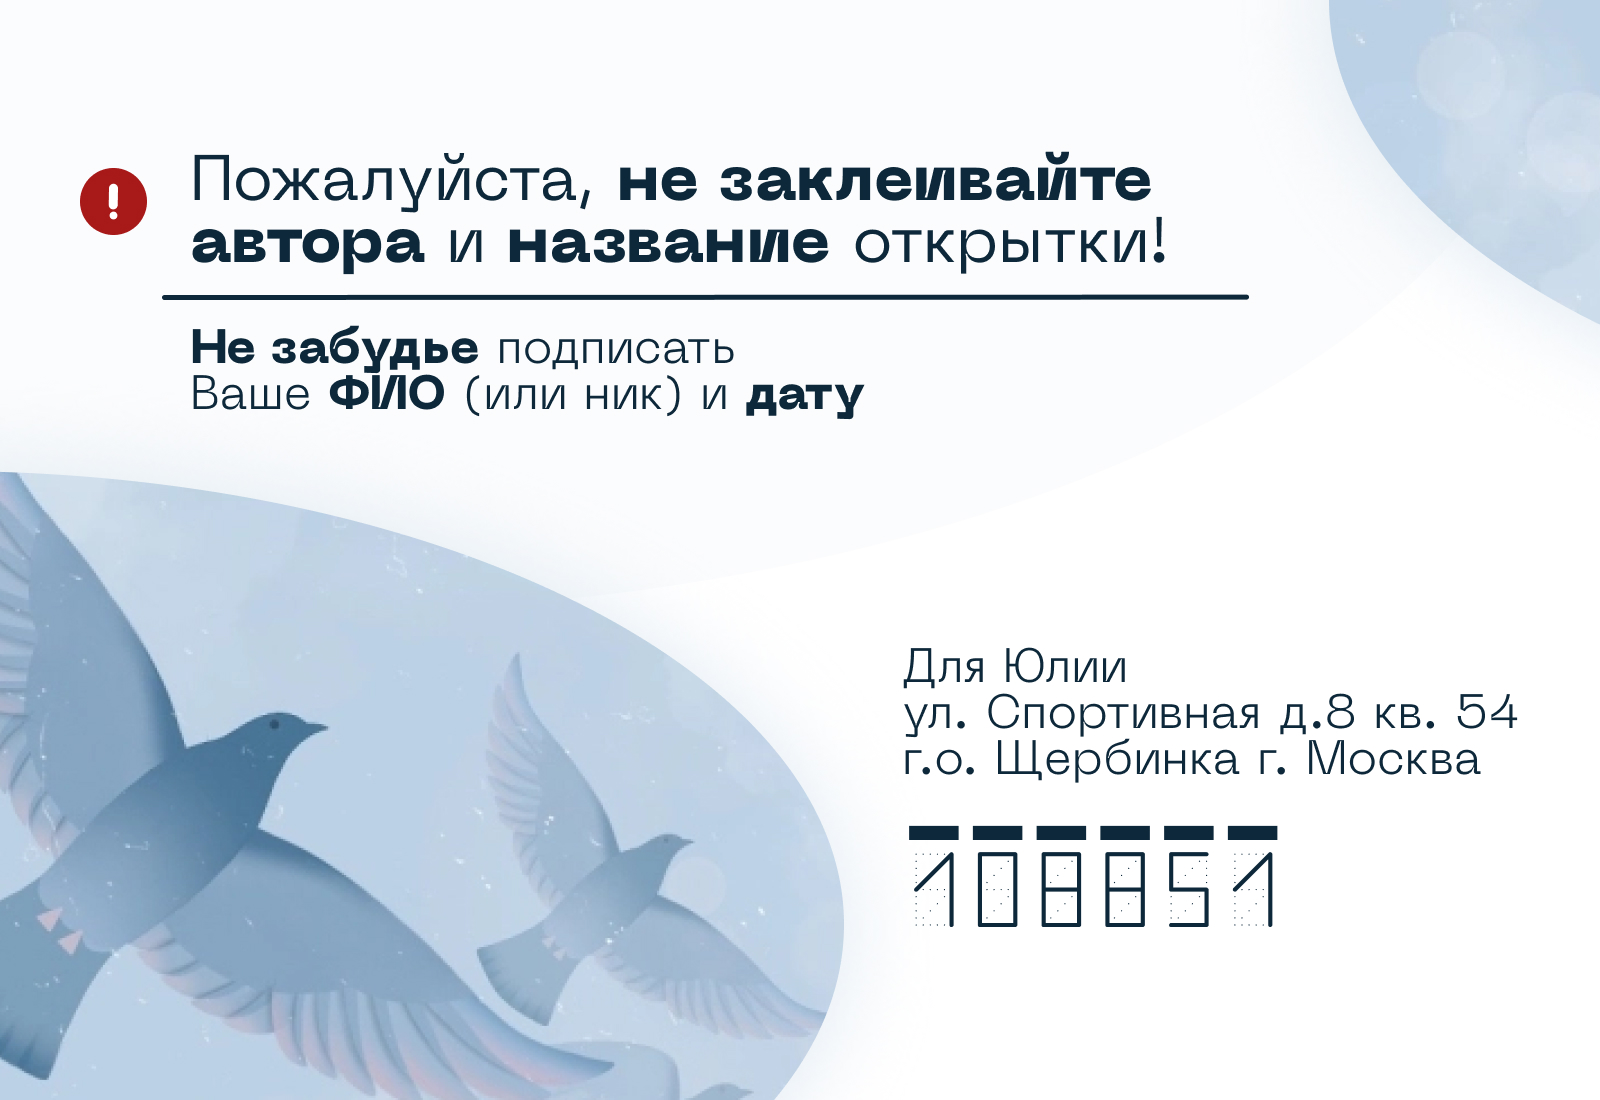 Пожалуйста, не заклеивайте
автора и название открытки!
Не забудье подписать
Ваше ФИО (или ник) и дату
Для Юлии
ул. Спортивная д.8 кв. 54
г.о. Щербинка г. Москва
108851